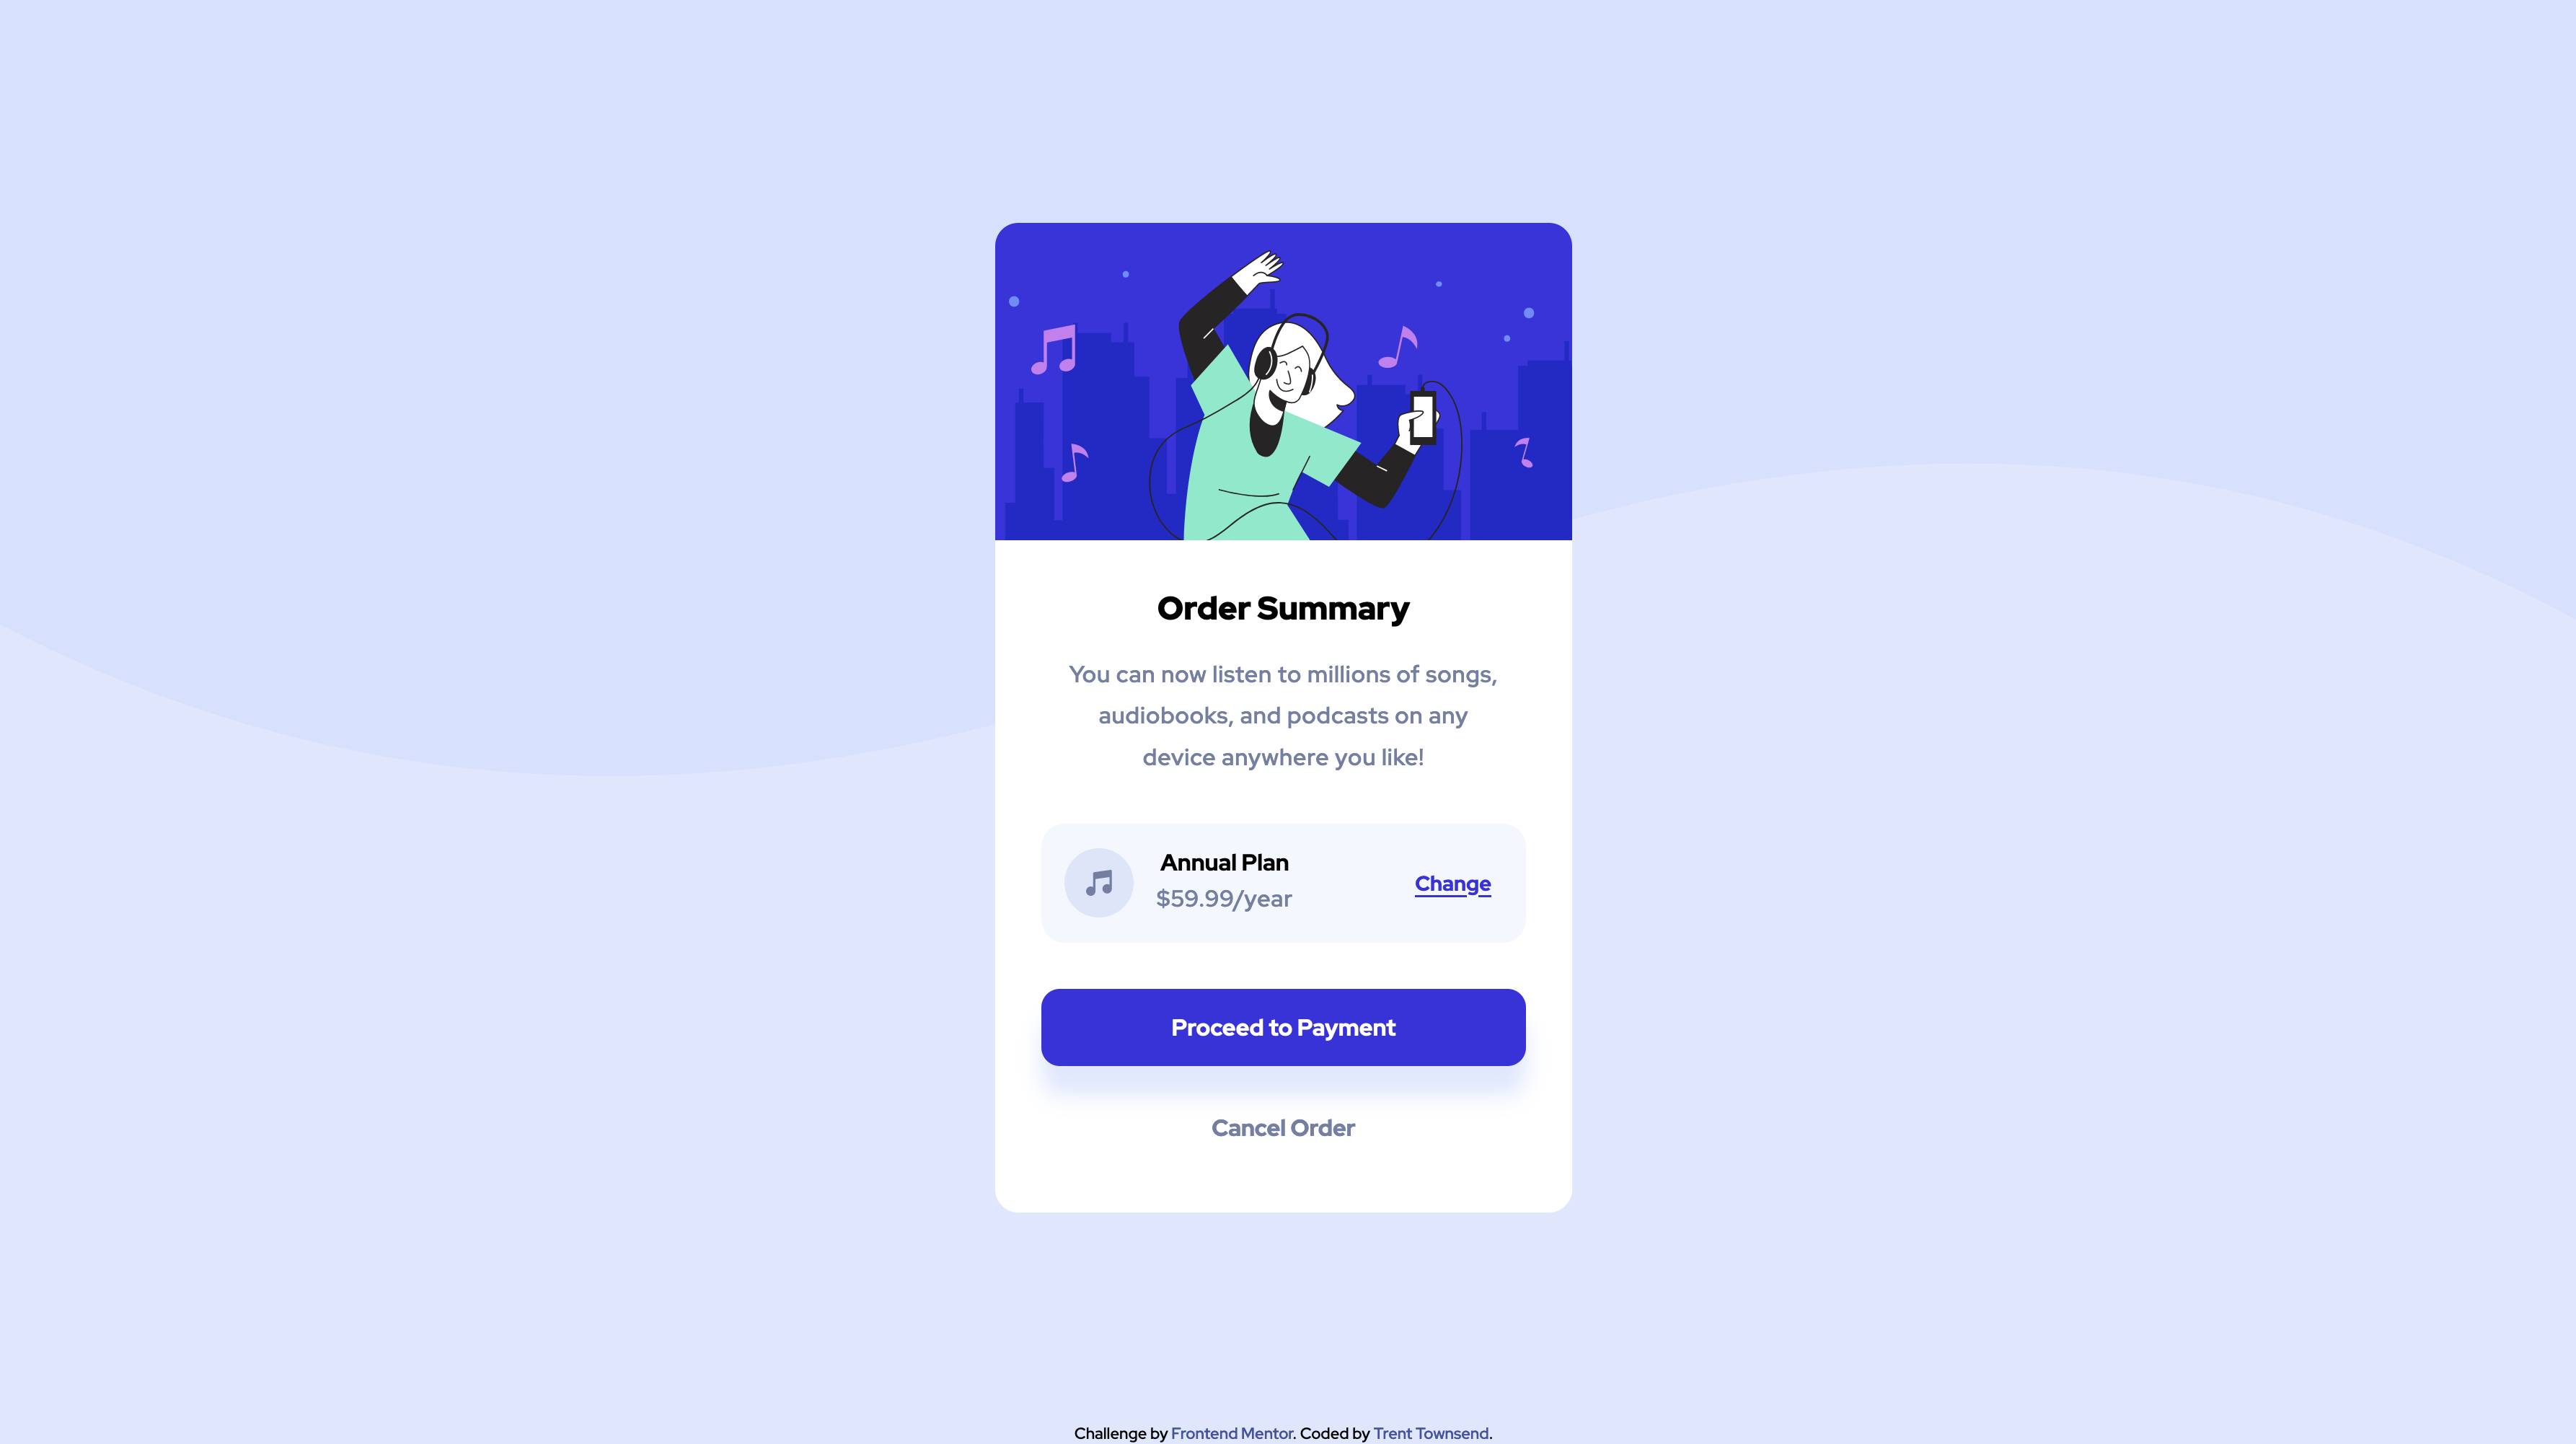 Order Summary
You can now listen to millions of songs,
audiobooks, and podcasts on any
device anywhere you like!
Annual Plan
$59.99/year
Change
Proceed to Payment
Cancel Order
Challenge by Frontend Mentor. Coded by Trent Townsend.